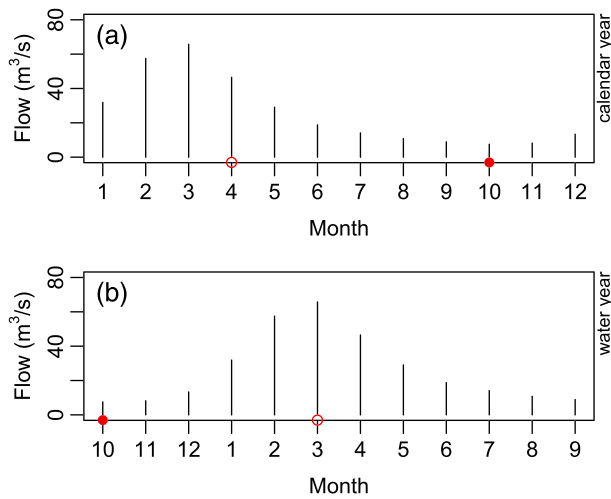 (a)
calendar year
Flow (m³/s)
80
40
0
1 2 3 4 5 6 7 8 9 10 11 12
Month
(b)
water year
Flow (m³/s)
80
40
0
10 11 12 1 2 3 4 5 6 7 8 9
Month